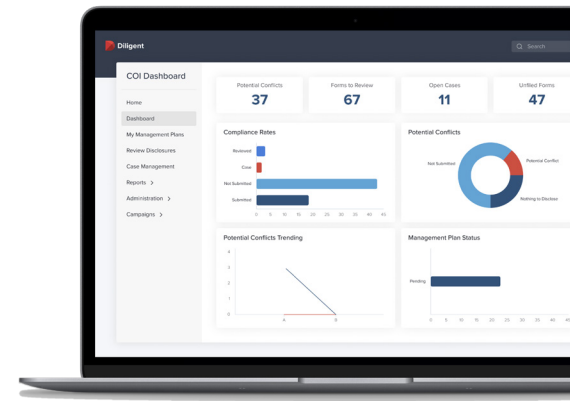 Diligent
Search
COI Dashboard
Home
Dashboard
My Management Plans
Review Disclosures
Case Management
Reports >
Administration >
Campaigns >
Potential Conflicts
37
Forms to Review
67
Open Cases
11
Unfiled Forms
47
Compliance Rates
Reviewed
Case
Not Submitted
Submitted
0 5 10 15 20 25 30 35 40 45
Potential Conflicts
Not Submitted
Potential Conflict
Nothing to Disclose
Potential Conflicts Trending
4
3
2
1
0
Management Plan Status
Pending
0 5 10 15 20 25 30 35 40 45